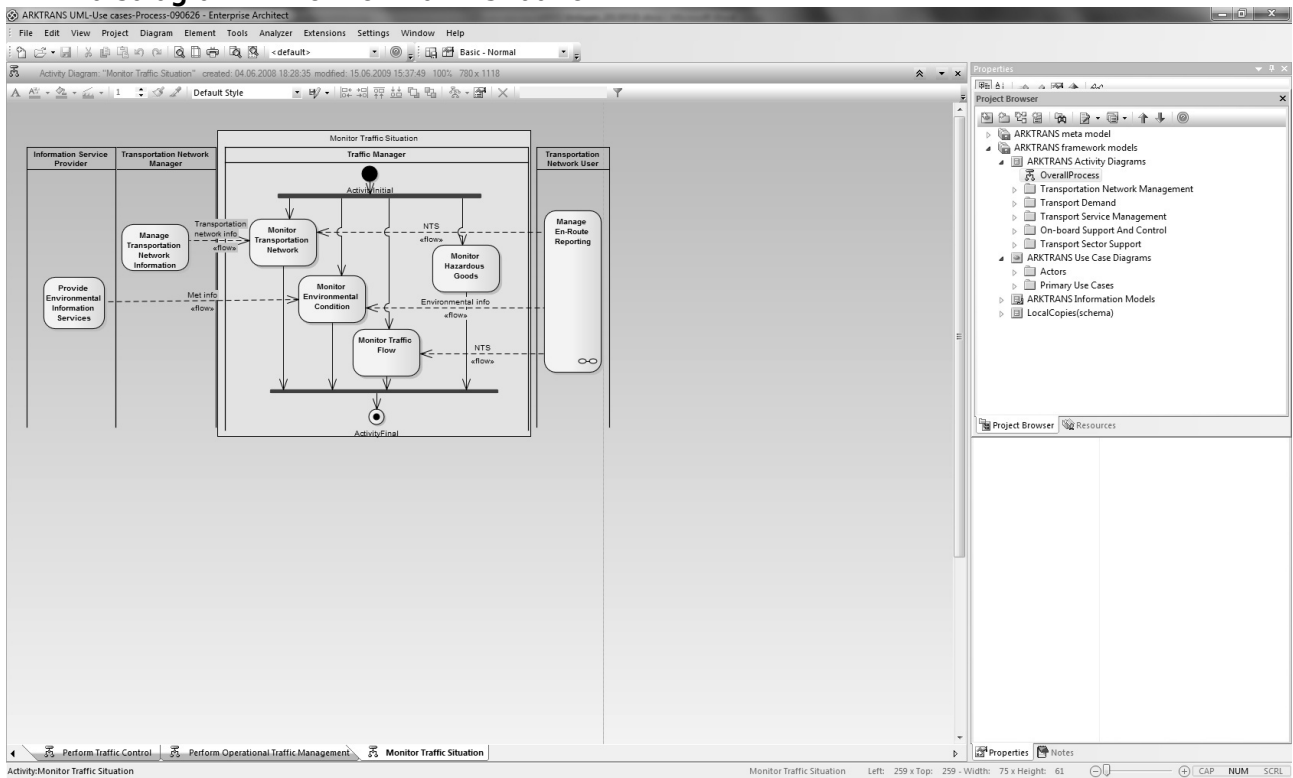 ARKTRANS UML-Use cases-Process-090626 - Enterprise Architect
File Edit View Project Diagram Element Tools Analyzer Extensions Settings Window Help
<default>
Basic - Normal
Activity Diagram: "Monitor Traffic Situation" created: 04.06.2008 18:28:35 modified: 15.06.2009 15:37:49 100% 780 x 1118
1
Default Style
Monitor Traffic Situation
Information Service
Provider
Transportation Network
Manager
Traffic Manager
Transportation
Network User
ActivityInitial
Manage
Transportation
Network
Information
Transportation
network info
«flow»
Monitor
Transportation
Network
NTS
«flow»
Manage
En-Route
Reporting
Monitor
Hazardous
Goods
Provide
Environmental
Information
Services
Met info
«flow»
Monitor
Environmental
Condition
Environmental info
«flow»
Monitor Traffic
Flow
NTS
«flow»
ActivityFinal
Properties
Project Browser
ARKTRANS meta model
ARKTRANS framework models
ARKTRANS Activity Diagrams
OverallProcess
Transportation Network Management
Transport Demand
Transport Service Management
On-board Support And Control
Transport Sector Support
ARKTRANS Use Case Diagrams
Actors
Primary Use Cases
ARKTRANS Information Models
LocalCopies(schema)
Project Browser Resources
Perform Traffic Control Perform Operational Traffic Management Monitor Traffic Situation
Properties Notes
Activity:Monitor Traffic Situation
Monitor Traffic Situation Left: 259 x Top: 259 - Width: 75 x Height: 61
CAP NUM SCRL